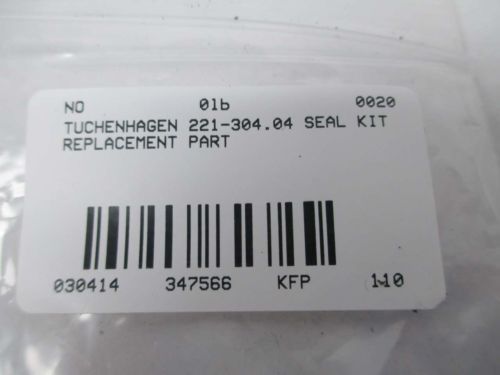 NO 01b 0020
TUCHENHAGEN 221-304.04 SEAL KIT
REPLACEMENT PART
030414 347566 KFP 110